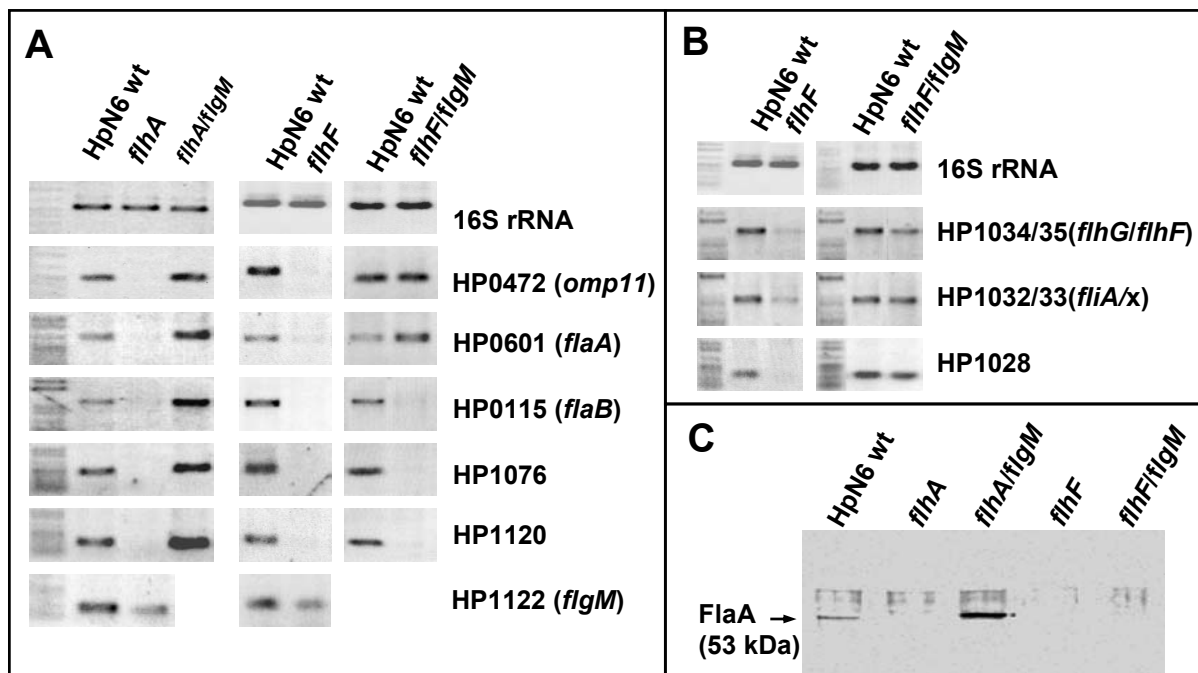 A
HpN6 wt
flhA
flhA/flgM
HpN6 wt
flhF
HpN6 wt
flhF/flgM
16S rRNA
HP0472 (omp11)
HP0601 (flaA)
HP0115 (flaB)
HP1076
HP1120
HP1122 (flgM)
B
HpN6 wt
flhF
HpN6 wt
flhF/flgM
16S rRNA
HP1034/35(flhG/flhF)
HP1032/33(fliA/x)
HP1028
C
HpN6 wt
flhA
flhA/flgM
flhF
flhF/flgM
FlaA
(53 kDa)